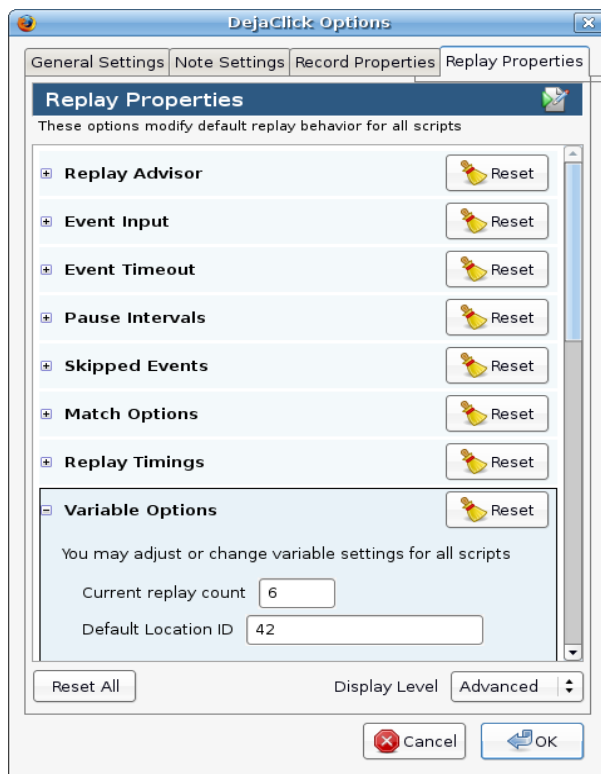 DejaClick Options
General Settings Note Settings Record Properties Replay Properties
Replay Properties
These options modify default replay behavior for all scripts
Replay Advisor Reset
Event Input Reset
Event Timeout Reset
Pause Intervals Reset
Skipped Events Reset
Match Options Reset
Replay Timings Reset
Variable Options Reset
You may adjust or change variable settings for all scripts
Current replay count 6
Default Location ID 42
Reset All Display Level Advanced
Cancel OK